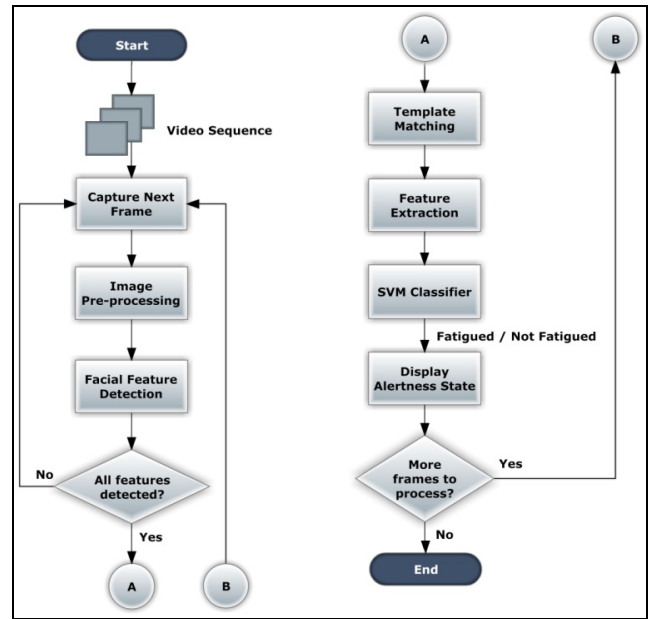 Start
Video Sequence
Capture Next
Frame
Image
Pre-processing
Facial Feature
Detection
All features
detected?
No
Yes
A
B
A
B
Template
Matching
Feature
Extraction
SVM Classifier
Fatigued / Not Fatigued
Display
Alertness State
More
frames to
process?
Yes
No
End